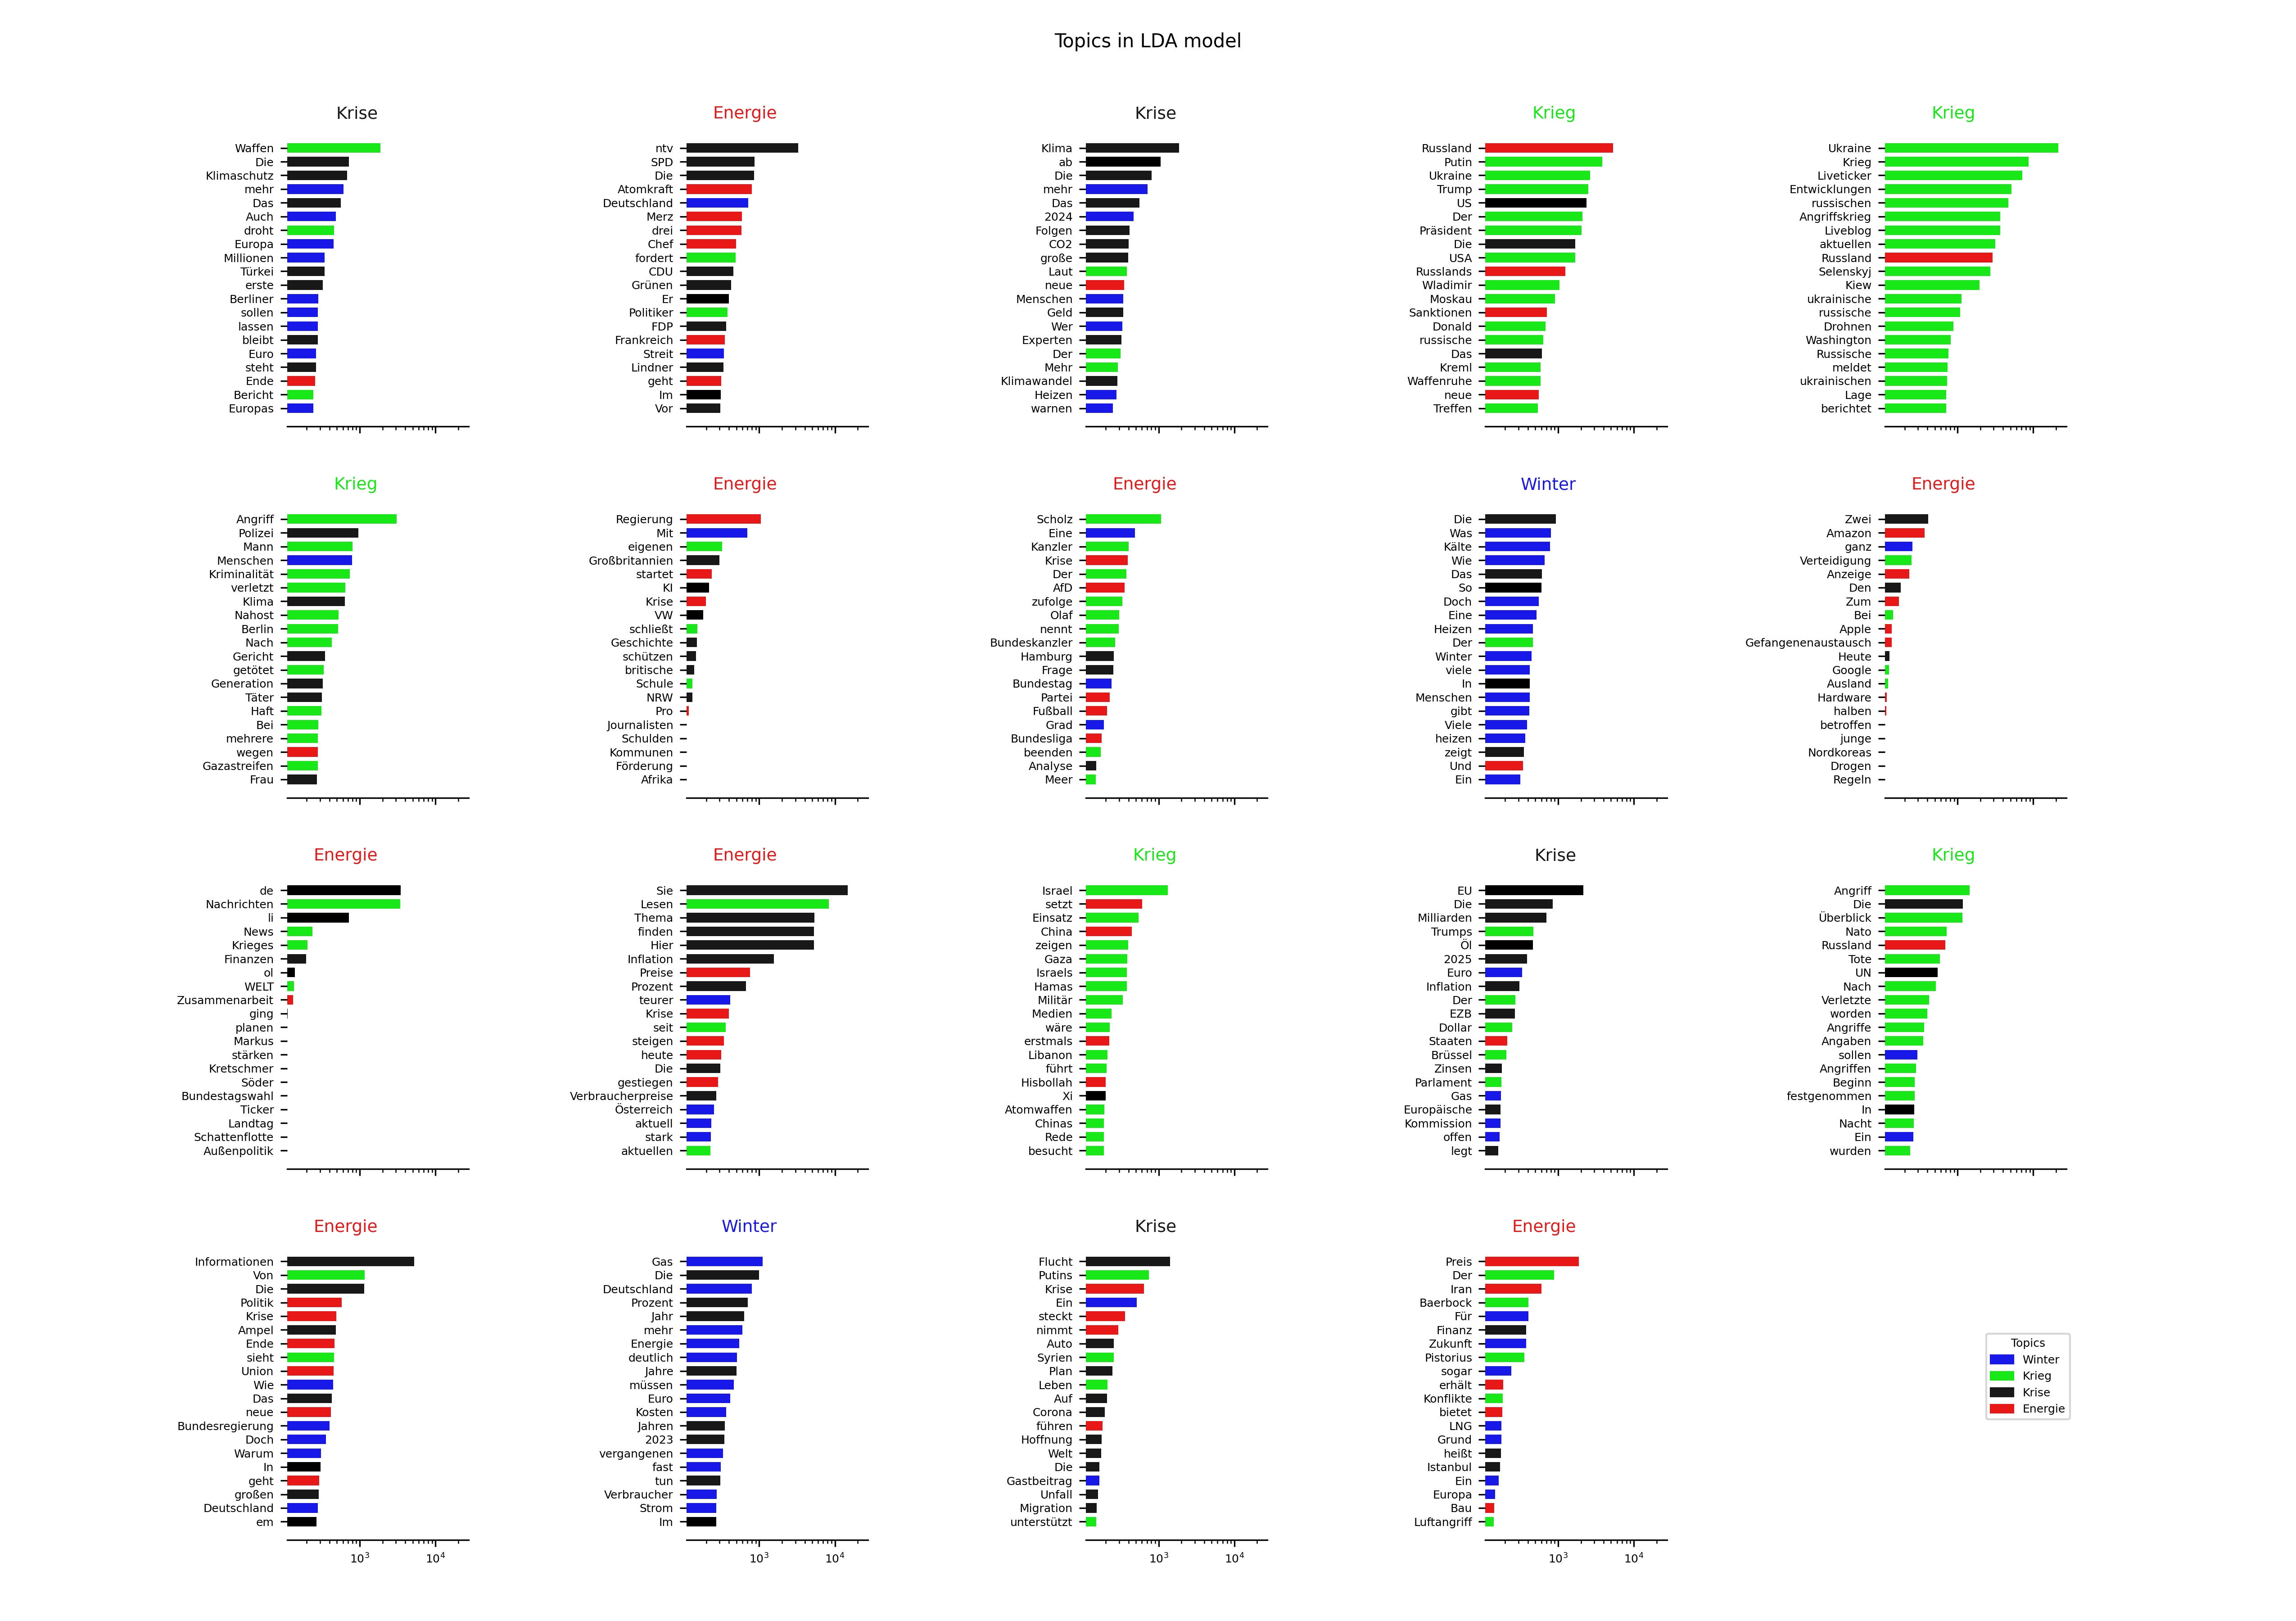 Topics in LDA model
Krise
Waffen
Die
Klimaschutz
mehr
Das
Auch
droht
Europa
Millionen
Türkei
erste
Berliner
sollen
lassen
bleibt
Euro
steht
Ende
Bericht
Europas
Energie
ntv
SPD
Die
Atomkraft
Deutschland
Merz
drei
Chef
fordert
CDU
Grünen
Er
Politiker
FDP
Frankreich
Streit
Lindner
geht
Im
Vor
Krise
Klima
ab
Die
mehr
Das
2024
Folgen
CO2
große
Laut
neue
Menschen
Geld
Wer
Experten
Der
Mehr
Klimawandel
Heizen
warnen
Krieg
Russland
Putin
Ukraine
Trump
US
Der
Präsident
Die
USA
Russlands
Wladimir
Moskau
Sanktionen
Donald
russische
Das
Kreml
Waffenruhe
neue
Treffen
Krieg
Ukraine
Krieg
Liveticker
Entwicklungen
russischen
Angriffskrieg
Liveblog
aktuellen
Russland
Selenskyj
Kiew
ukrainische
russische
Drohnen
Washington
Russische
meldet
ukrainischen
Lage
berichtet
Krieg
Angriff
Polizei
Mann
Menschen
Kriminalität
verletzt
Klima
Nahost
Berlin
Nach
Gericht
getötet
Generation
Täter
Haft
Bei
mehrere
wegen
Gazastreifen
Frau
Energie
Regierung
Mit
eigenen
Großbritannien
startet
KI
Krise
VW
schließt
Geschichte
schützen
britische
Schule
NRW
Pro
Journalisten
Schulden
Kommunen
Förderung
Afrika
Energie
Scholz
Eine
Kanzler
Krise
Der
AfD
zufolge
Olaf
nennt
Bundeskanzler
Hamburg
Frage
Bundestag
Partei
Fußball
Grad
Bundesliga
beenden
Analyse
Meer
Winter
Die
Was
Kälte
Wie
Das
So
Doch
Eine
Heizen
Der
Winter
viele
In
Menschen
gibt
Viele
heizen
zeigt
Und
Ein
Energie
Zwei
Amazon
ganz
Verteidigung
Anzeige
Den
Zum
Bei
Apple
Gefangenenaustausch
Heute
Google
Ausland
Hardware
halben
betroffen
junge
Nordkoreas
Drogen
Regeln
Energie
de
Nachrichten
li
News
Krieges
Finanzen
ol
WELT
Zusammenarbeit
ging
planen
Markus
stärken
Kretschmer
Söder
Bundestagswahl
Ticker
Landtag
Schattenflotte
Außenpolitik
Energie
Sie
Lesen
Thema
finden
Hier
Inflation
Preise
Prozent
teurer
Krise
seit
steigen
heute
Die
gestiegen
Verbraucherpreise
Österreich
aktuell
stark
aktuellen
Krieg
Israel
setzt
Einsatz
China
zeigen
Gaza
Israels
Hamas
Militär
Medien
wäre
erstmals
Libanon
führt
Hisbollah
Xi
Atomwaffen
Chinas
Rede
besucht
Krise
EU
Die
Milliarden
Trumps
Öl
2025
Euro
Inflation
Der
EZB
Dollar
Staaten
Brüssel
Zinsen
Parlament
Gas
Europäische
Kommission
offen
legt
Krieg
Angriff
Die
Überblick
Nato
Russland
Tote
UN
Nach
Verletzte
worden
Angriffe
Angaben
sollen
Angriffen
Beginn
festgenommen
In
Nacht
Ein
wurden
Energie
Informationen
Von
Die
Politik
Krise
Ampel
Ende
sieht
Union
Wie
Das
neue
Bundesregierung
Doch
Warum
In
geht
großen
Deutschland
em
10³ 10⁴
Winter
Gas
Die
Deutschland
Prozent
Jahr
mehr
Energie
deutlich
Jahre
müssen
Euro
Kosten
Jahren
2023
vergangenen
fast
tun
Verbraucher
Strom
Im
10³ 10⁴
Krise
Flucht
Putins
Krise
Ein
steckt
nimmt
Auto
Syrien
Plan
Leben
Auf
Corona
führen
Hoffnung
Welt
Die
Gastbeitrag
Unfall
Migration
unterstützt
10³ 10⁴
Energie
Preis
Der
Iran
Baerbock
Für
Finanz
Zukunft
Pistorius
sogar
erhält
Konflikte
bietet
LNG
Grund
heißt
Istanbul
Ein
Europa
Bau
Luftangriff
10³ 10⁴
Topics
Winter
Krieg
Krise
Energie